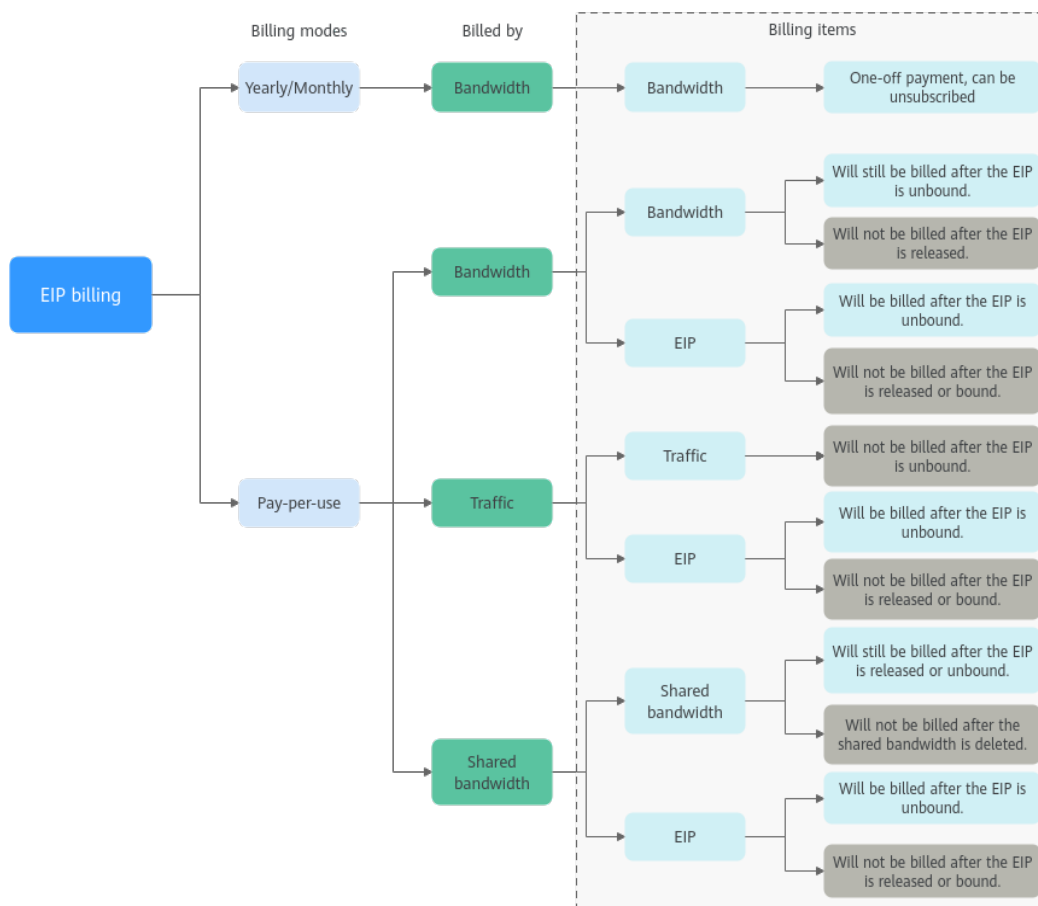 Billing modes
Billed by
Billing items
Yearly/Monthly
Bandwidth
Bandwidth
One-off payment, can be
unsubscribed
Bandwidth
Will still be billed after the EIP
is unbound.
Will not be billed after the EIP
is released.
EIP billing
Bandwidth
EIP
Will be billed after the EIP is
unbound.
Will not be billed after the EIP
is released or bound.
Pay-per-use
Traffic
Traffic
Will not be billed after the EIP
is unbound.
EIP
Will be billed after the EIP is
unbound.
Will not be billed after the EIP
is released or bound.
Shared
bandwidth
Shared
bandwidth
Will still be billed after the EIP
is released or unbound.
Will not be billed after the
shared bandwidth is deleted.
EIP
Will be billed after the EIP is
unbound.
Will not be billed after the EIP
is released or bound.